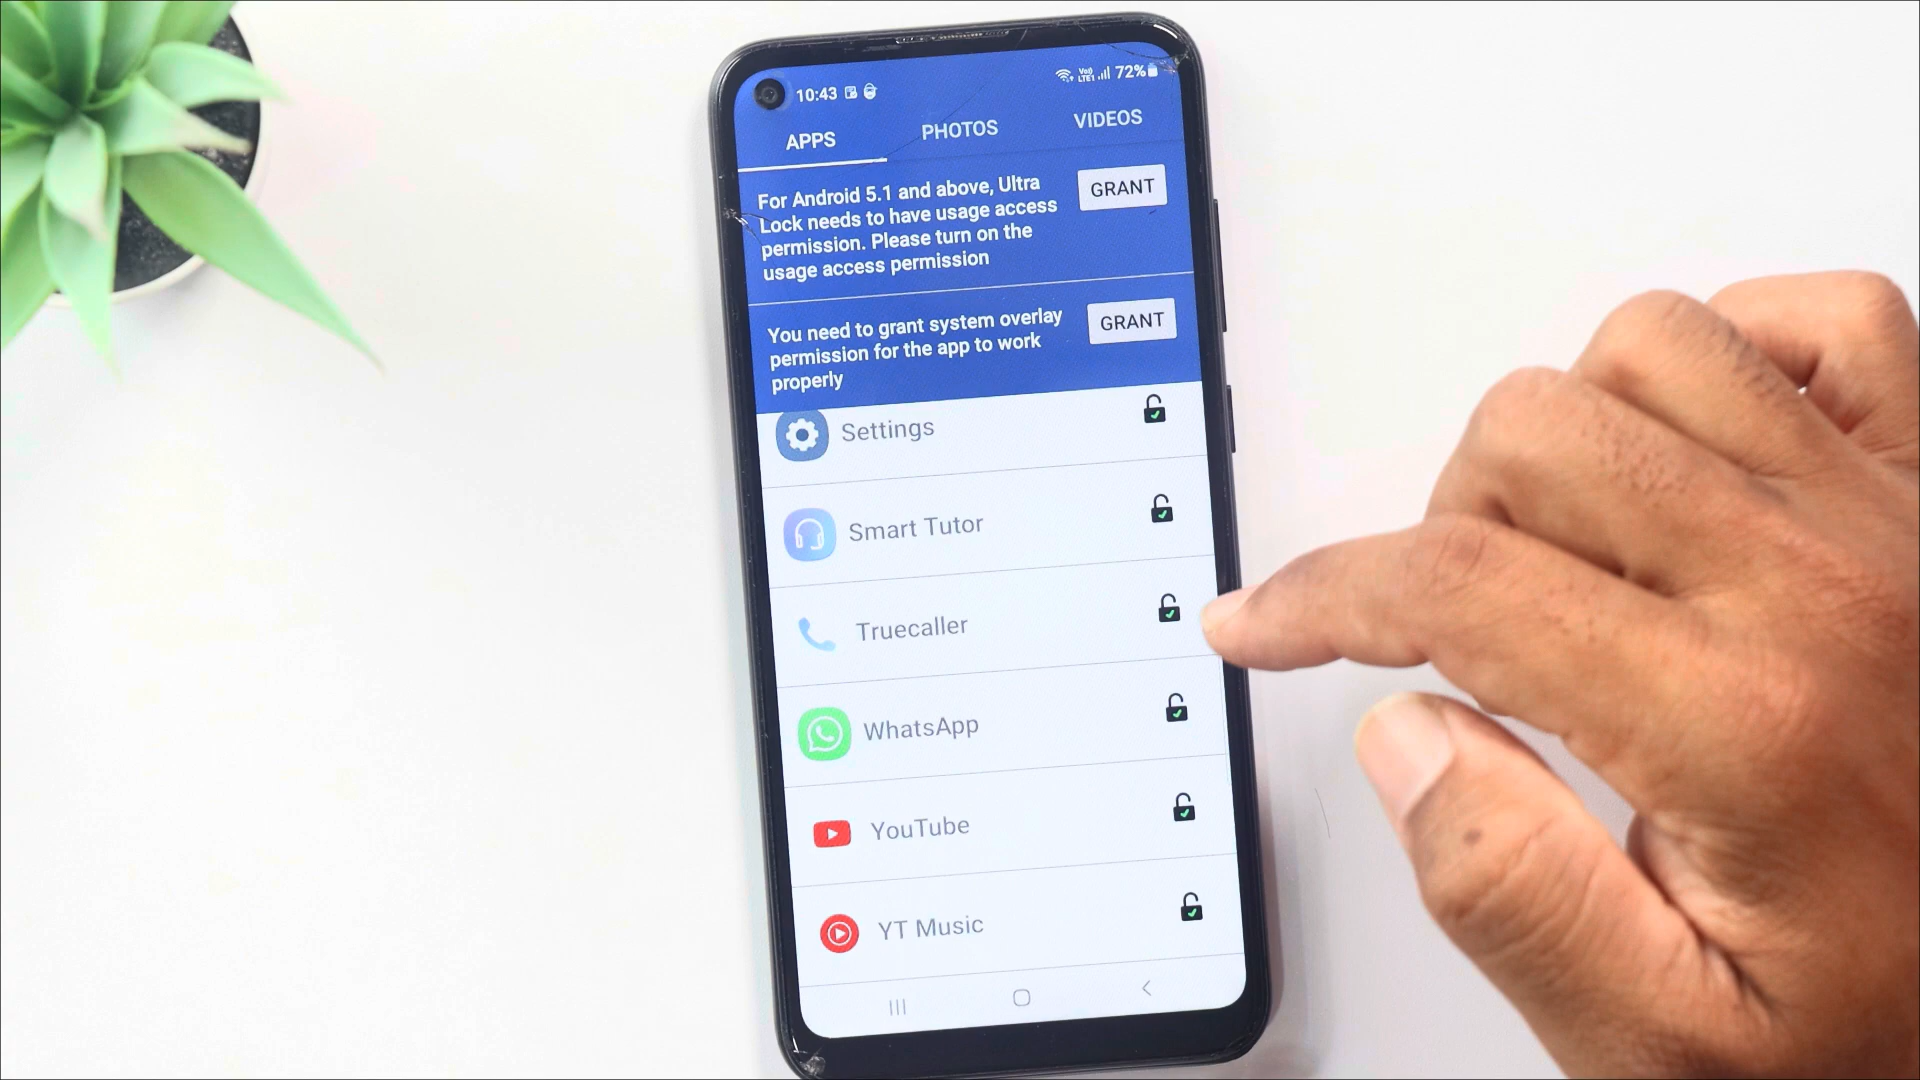 10:43
VoLTE1 72%
APPS PHOTOS VIDEOS
For Android 5.1 and above, Ultra
Lock needs to have usage access
permission. Please turn on the
usage access permission
GRANT
You need to grant system overlay
permission for the app to work
properly
GRANT
Settings
Smart Tutor
Truecaller
WhatsApp
YouTube
YT Music